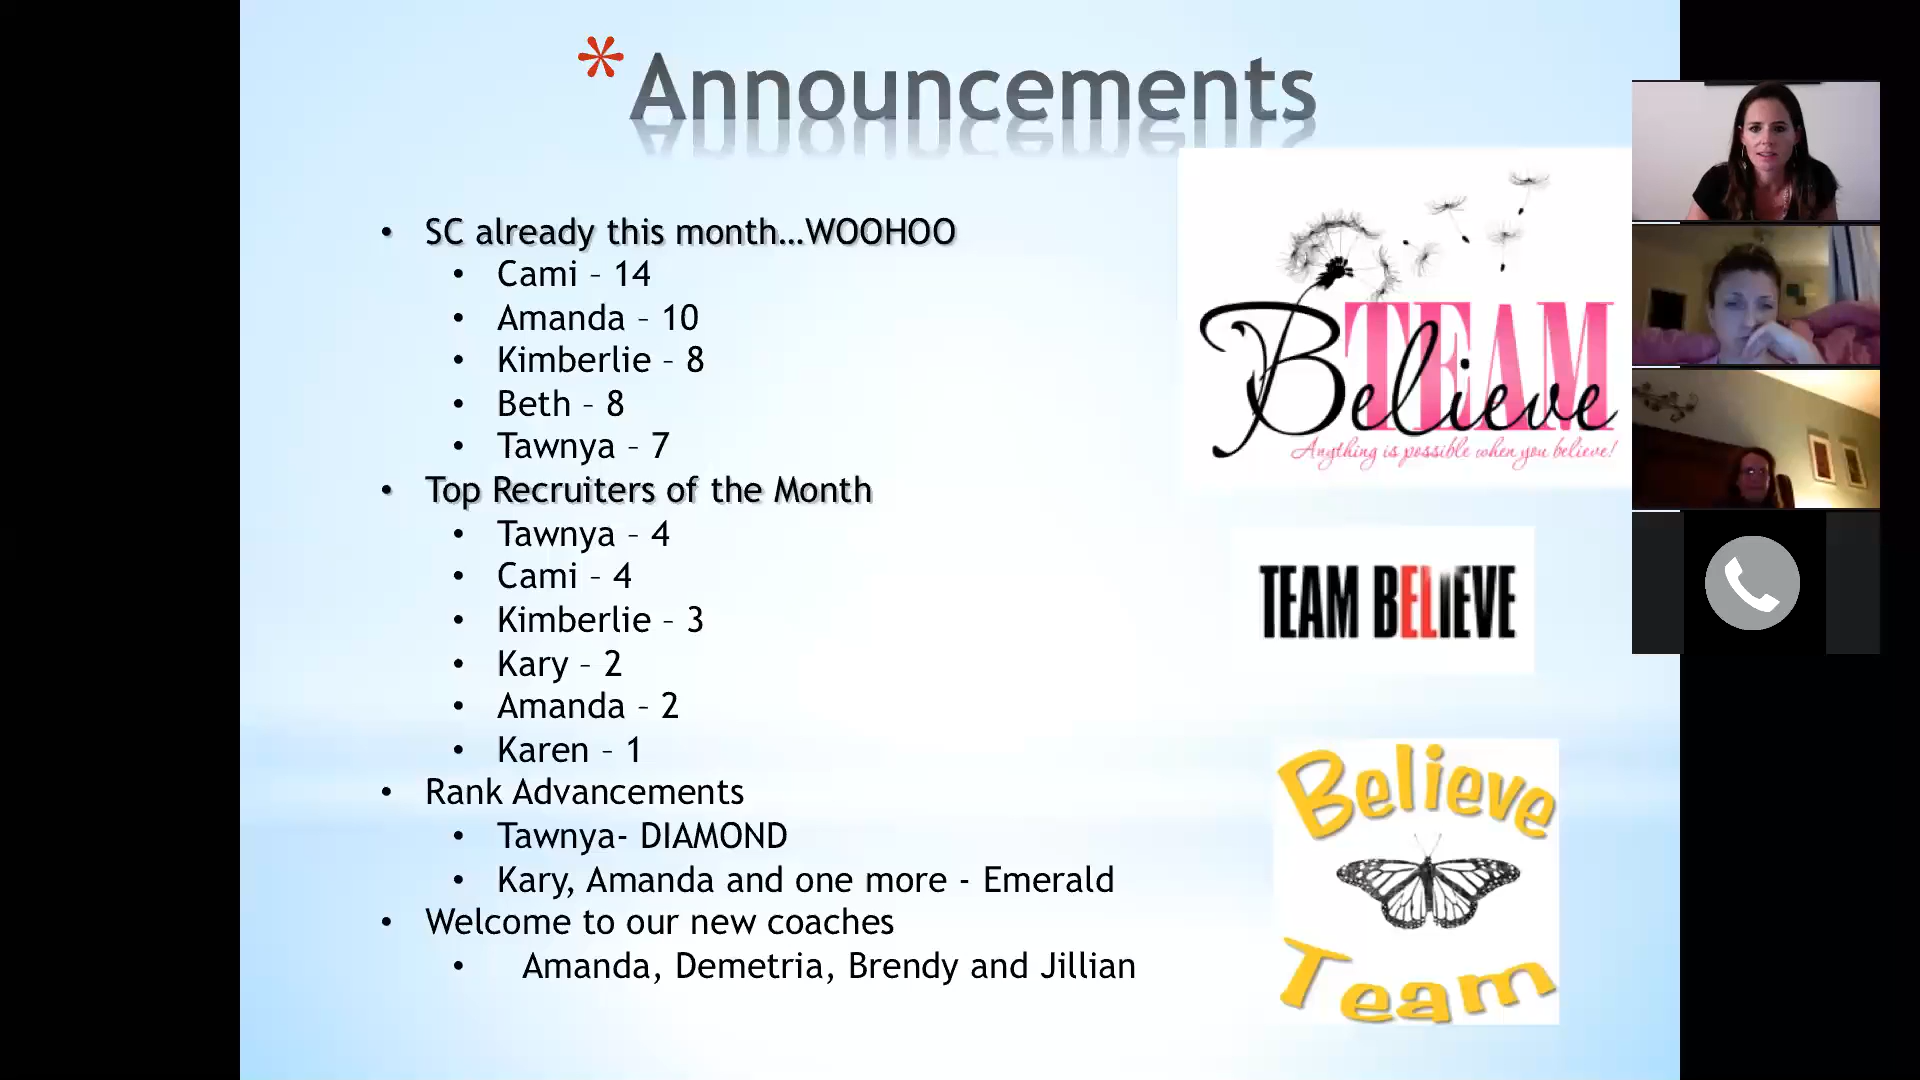 *Announcements
• SC already this month…WOOHOO
• Cami – 14
• Amanda – 10
• Kimberlie – 8
• Beth – 8
• Tawnya – 7
• Top Recruiters of the Month
• Tawnya – 4
• Cami – 4
• Kimberlie – 3
• Kary – 2
• Amanda – 2
• Karen – 1
• Rank Advancements
• Tawnya- DIAMOND
• Kary, Amanda and one more - Emerald
• Welcome to our new coaches
• Amanda, Demetria, Brendy and Jillian
TEAM
Believe
Anything is possible when you believe!
TEAM BELIEVE
Believe
Team